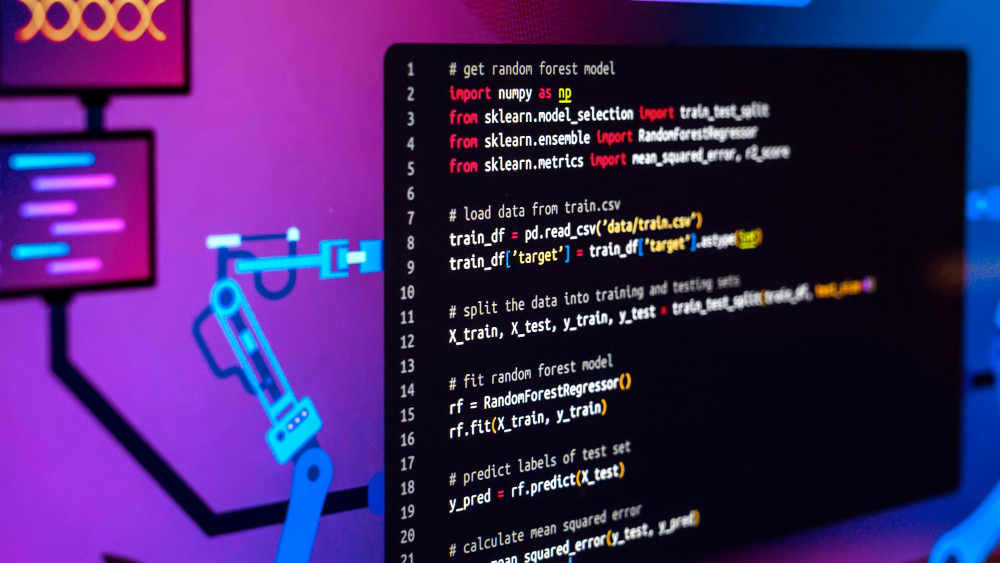 1 # get random forest model
2 import numpy as np
3 from sklearn.model_selection import train_test_split
4 from sklearn.ensemble import RandomForestRegressor
5 from sklearn.metrics import mean_squared_error, r2_score
6
7 # load data from train.csv
8 train_df = pd.read_csv("data/train.csv")
9 train_df['target'] = train_df['target'].astype(int)
10
11 # split the data into training and testing sets
12 X_train, X_test, y_train, y_test = train_test_split(train_df,
13
14 # fit random forest model
15 rf = RandomForestRegressor()
16 rf.fit(X_train, y_train)
17
18 # predict labels of test set
19 y_pred = rf.predict(X_test)
20
21 # calculate mean squared error
mean_squared_error(y_test, y_pred)